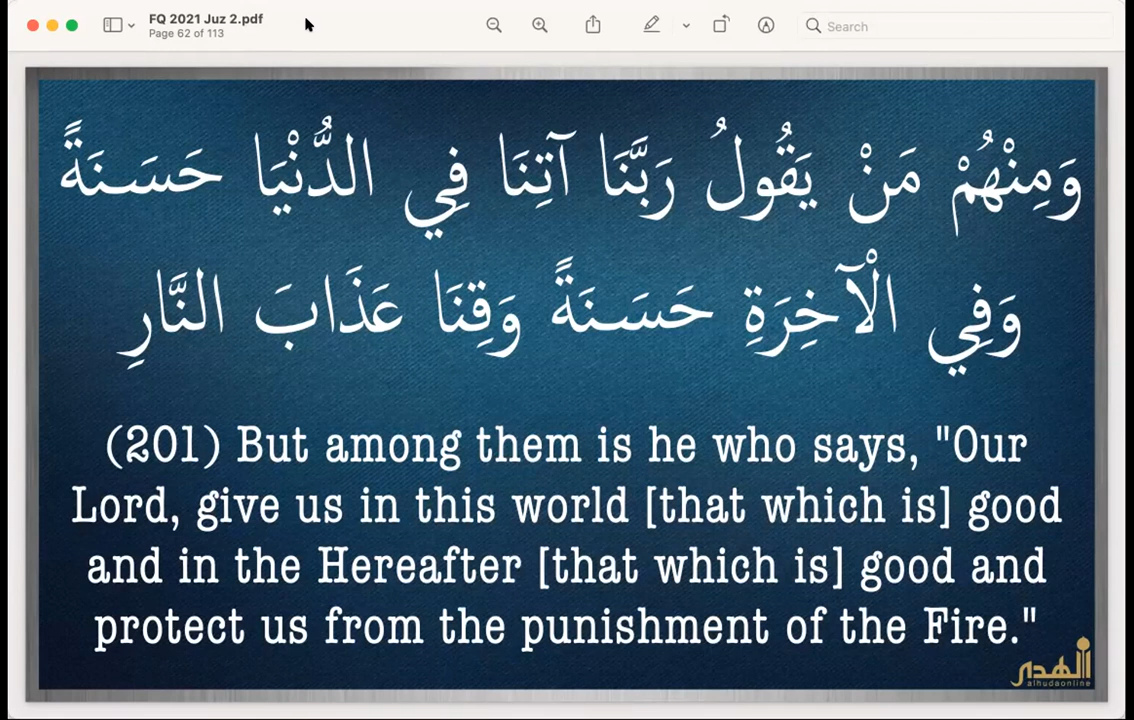 FQ 2021 Juz 2.pdf
Page 62 of 113
Search
وَمِنْهُمْ مَنْ يَقُولُ رَبَّنَا آتِنَا فِي الدُّنْيَا حَسَنَةً
وَفِي الْآخِرَةِ حَسَنَةً وَقِنَا عَذَابَ النَّارِ
(201) But among them is he who says, "Our
Lord, give us in this world [that which is] good
and in the Hereafter [that which is] good and
protect us from the punishment of the Fire."
الهدى
alhudaonline